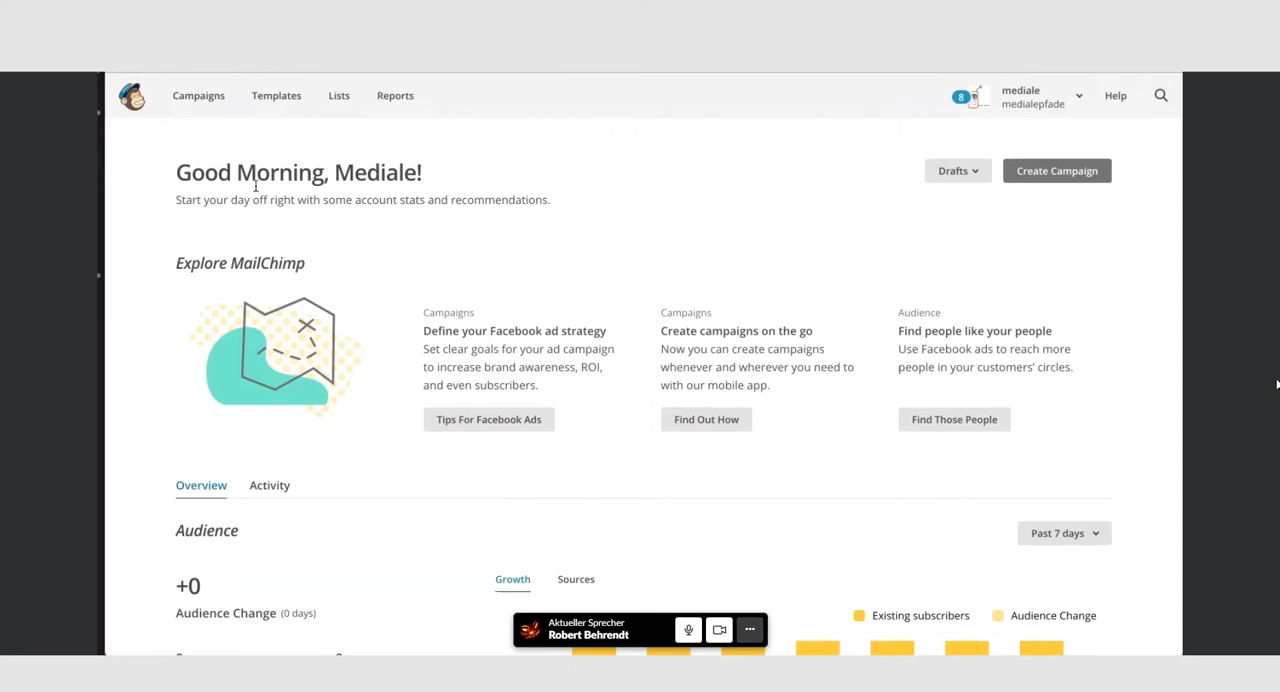 Campaigns Templates Lists Reports
8
mediale
medialepfade
Help
Good Morning, Mediale!
Start your day off right with some account stats and recommendations.
Drafts
Create Campaign
Explore MailChimp
Campaigns
Define your Facebook ad strategy
Set clear goals for your ad campaign
to increase brand awareness, ROI,
and even subscribers.
Tips For Facebook Ads
Campaigns
Create campaigns on the go
Now you can create campaigns
whenever and wherever you need to
with our mobile app.
Find Out How
Audience
Find people like your people
Use Facebook ads to reach more
people in your customers’ circles.
Find Those People
Overview Activity
Audience
Past 7 days
+0
Audience Change (0 days)
Growth Sources
Existing subscribers Audience Change
Aktueller Sprecher
Robert Behrendt